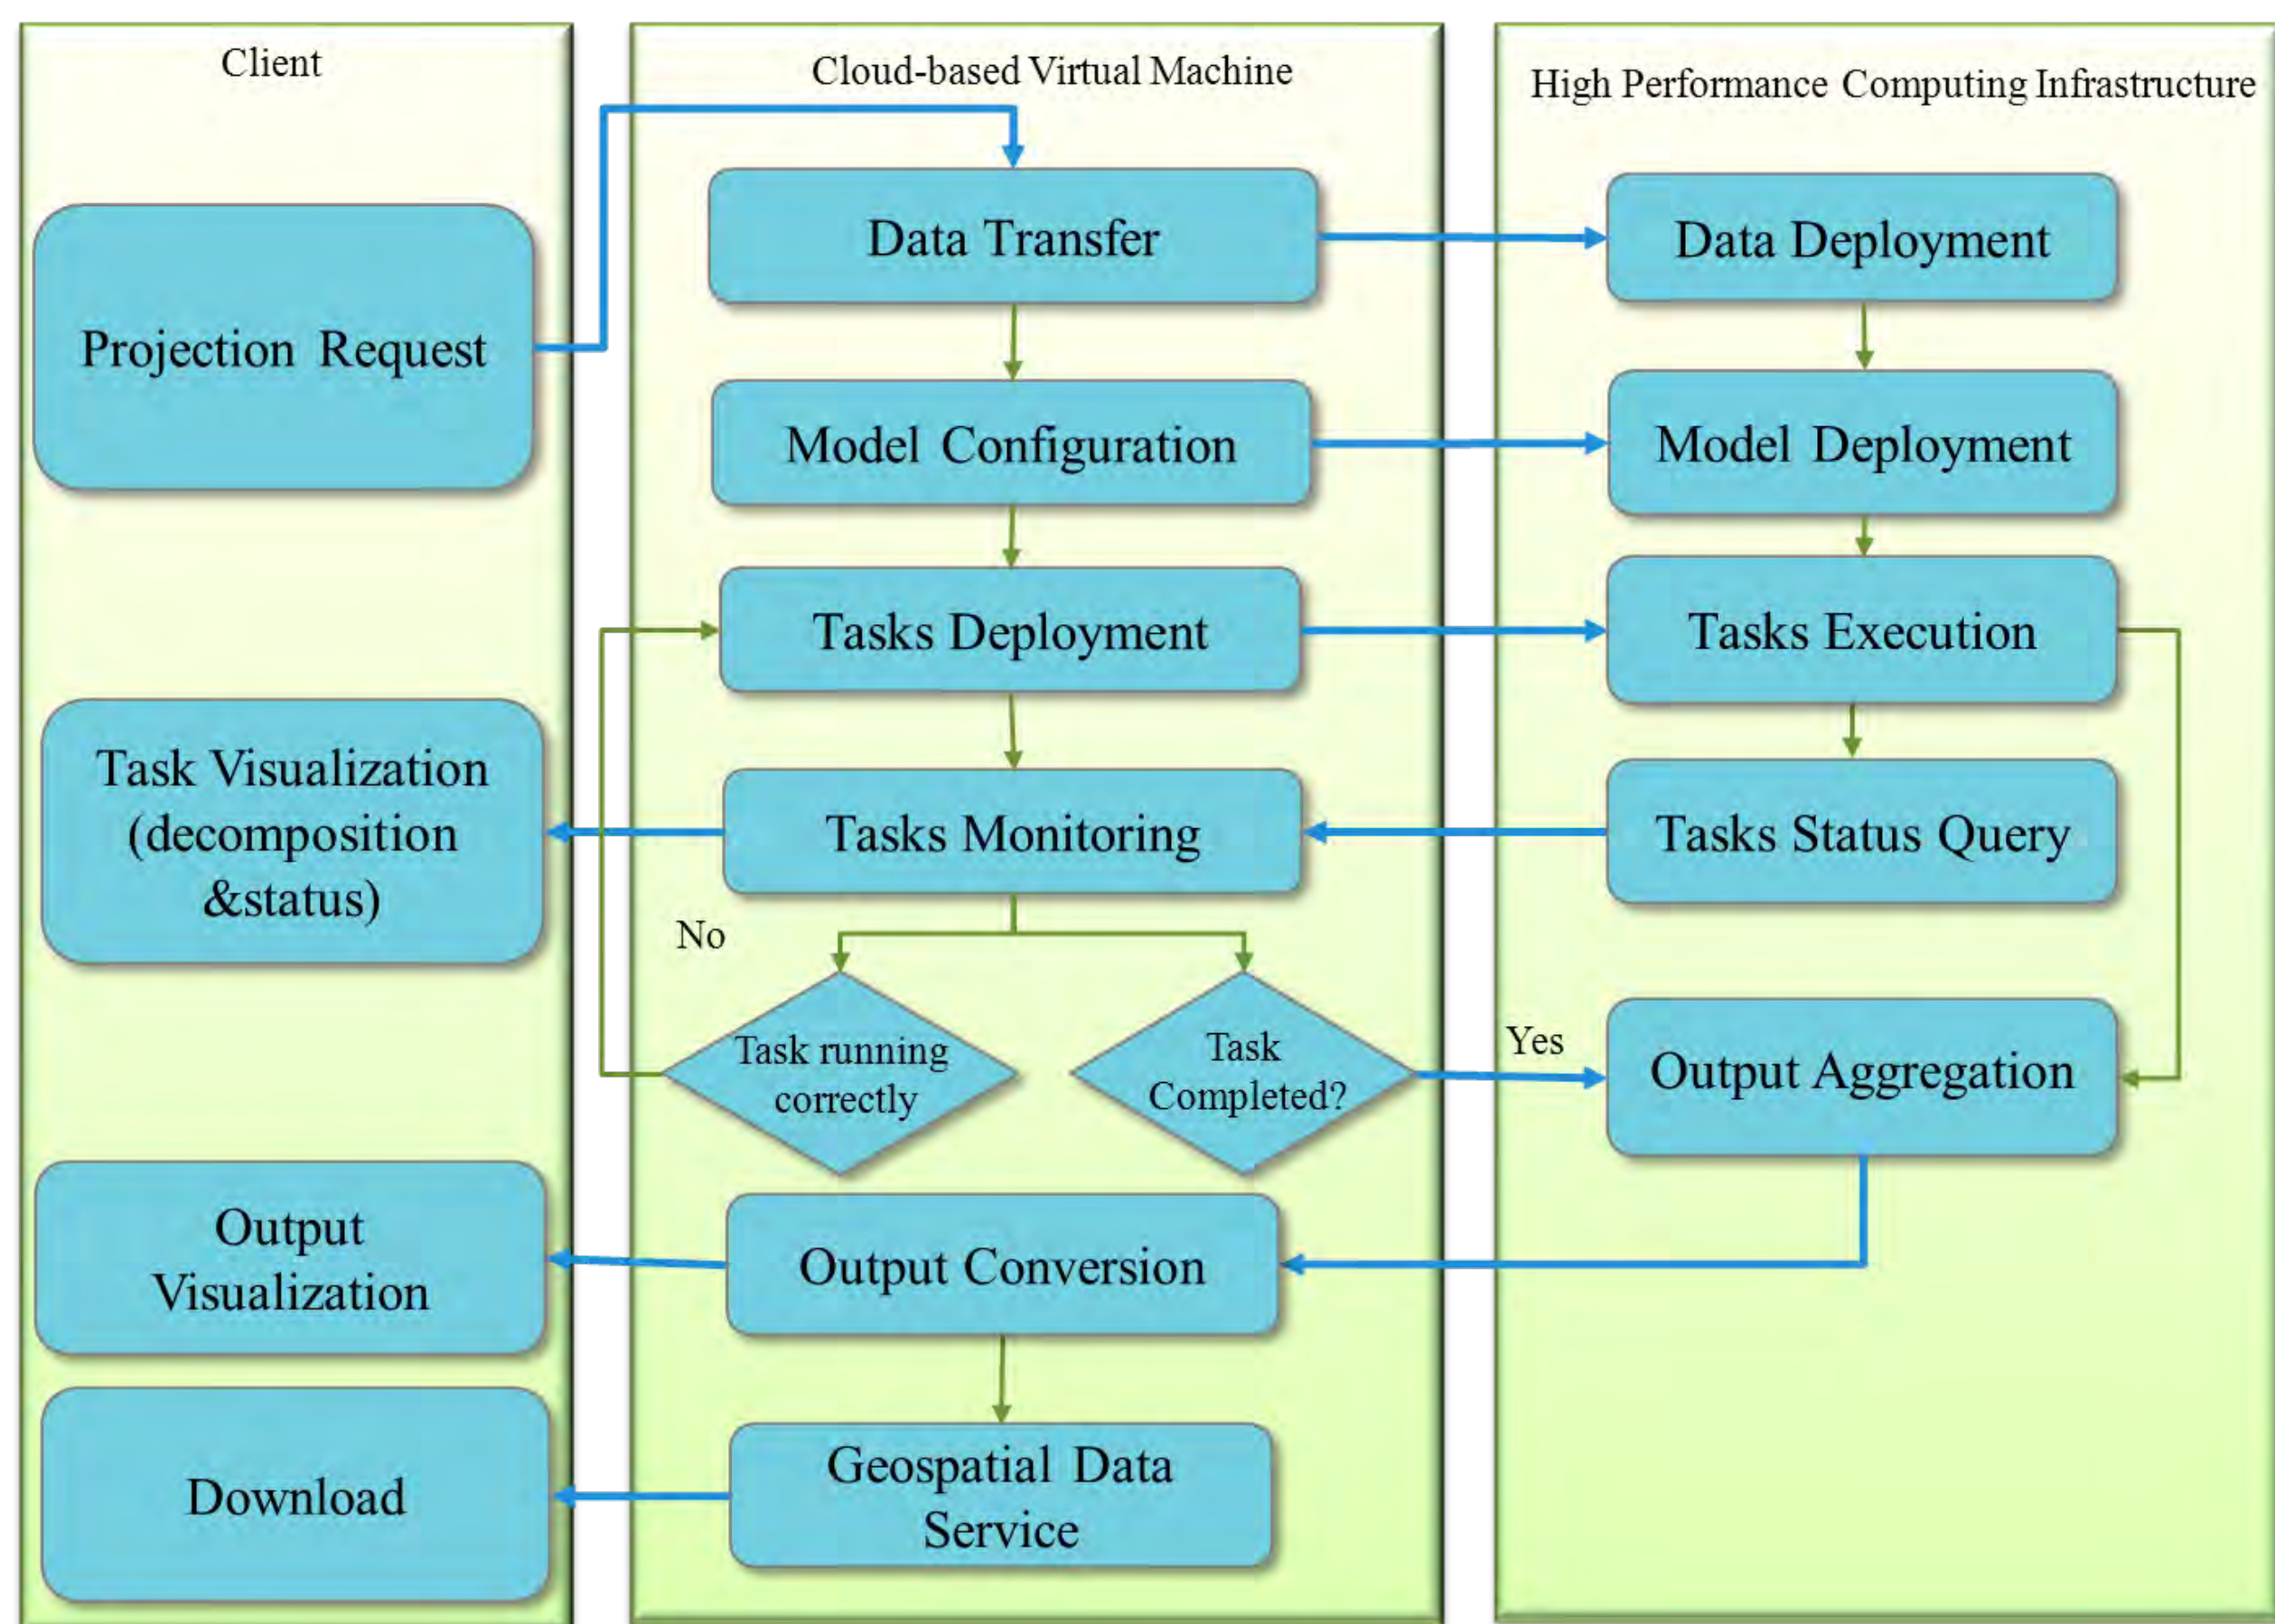 Client
Projection Request
Task Visualization
(decomposition
&status)
Output
Visualization
Download
Cloud-based Virtual Machine
Data Transfer
Model Configuration
Tasks Deployment
Tasks Monitoring
No
Task running
correctly
Task
Completed?
Yes
Output Conversion
Geospatial Data
Service
High Performance Computing Infrastructure
Data Deployment
Model Deployment
Tasks Execution
Tasks Status Query
Output Aggregation